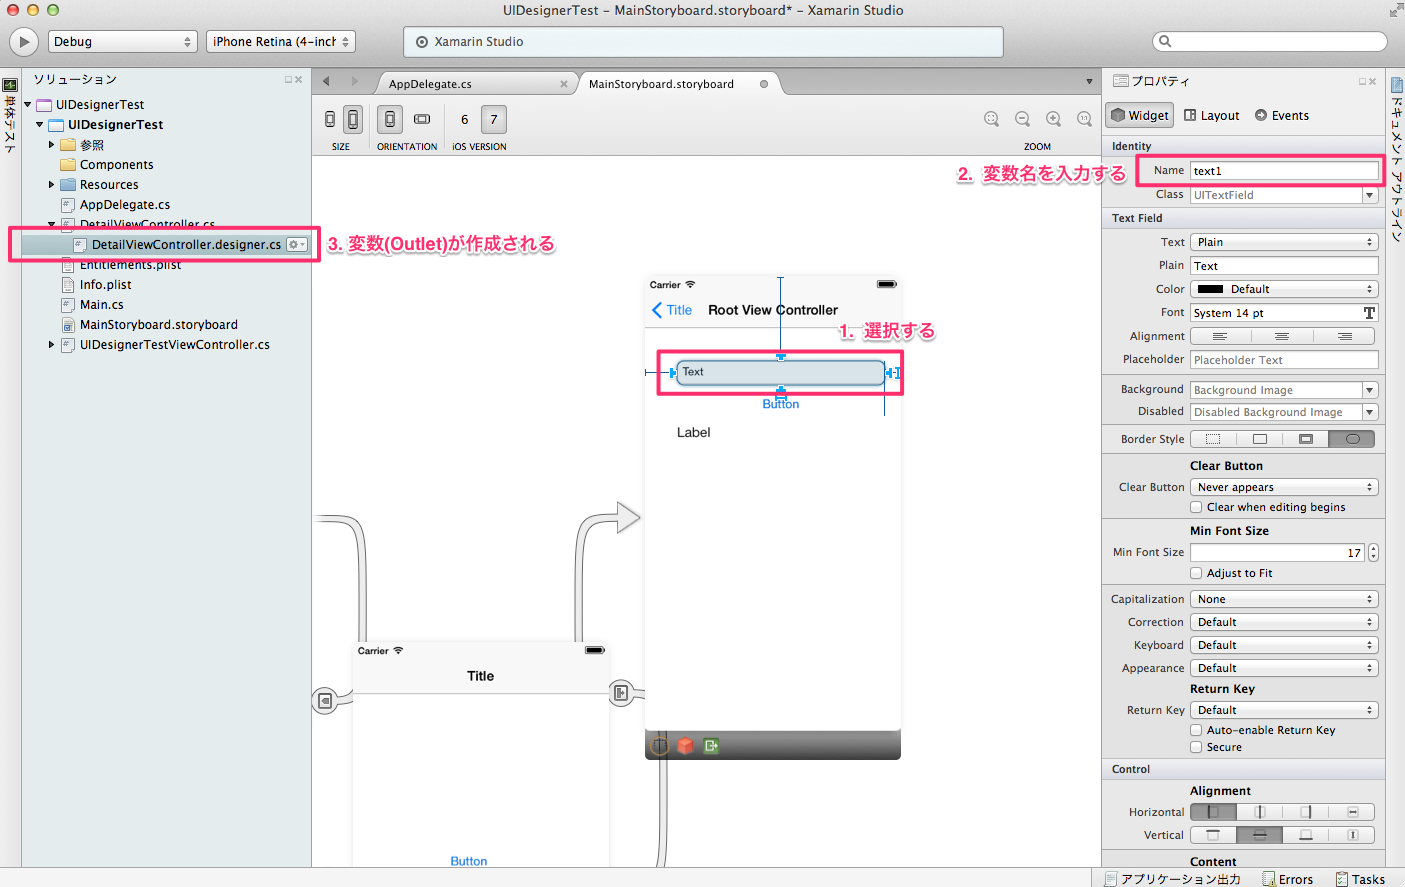 UIDesignerTest – MainStoryboard.storyboard* – Xamarin Studio
Debug
iPhone Retina (4-inch
Xamarin Studio
単体テスト
ソリューション
UIDesignerTest
UIDesignerTest
参照
Components
Resources
AppDelegate.cs
DetailViewController.cs
DetailViewController.designer.cs
Entitlements.plist
Info.plist
Main.cs
MainStoryboard.storyboard
UIDesignerTestViewController.cs
3. 変数(Outlet)が作成される
AppDelegate.cs
MainStoryboard.storyboard
6
7
SIZE
ORIENTATION
iOS VERSION
ZOOM
2. 変数名を入力する
Carrier
Title
Root View Controller
1. 選択する
Text
Button
Label
Carrier
Title
Button
プロパティ
Widget
Layout
Events
Identity
Name text1
Class UITextField
Text Field
Text Plain
Plain Text
Color Default
Font System 14 pt
Alignment
Placeholder Placeholder Text
Background Background Image
Disabled Disabled Background Image
Border Style
Clear Button
Clear Button Never appears
Clear when editing begins
Min Font Size
Min Font Size 17
Adjust to Fit
Capitalization None
Correction Default
Keyboard Default
Appearance Default
Return Key
Return Key Default
Auto-enable Return Key
Secure
Control
Alignment
Horizontal
Vertical
Content
ドキュメント アウトライン
アプリケーション出力
Errors
Tasks